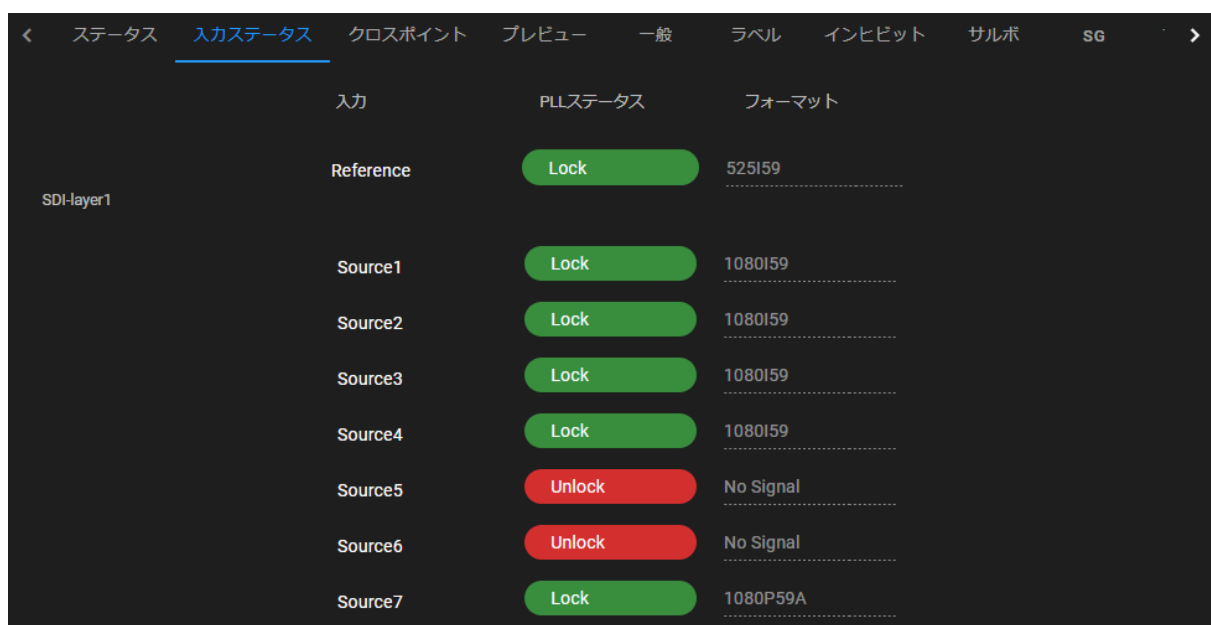 ステータス 入力ステータス クロスポイント プレビュー 一般 ラベル インヒビット サルボ SG
入力 PLLステータス フォーマット
Reference Lock 525I59
SDI-layer1
Source1 Lock 1080I59
Source2 Lock 1080I59
Source3 Lock 1080I59
Source4 Lock 1080I59
Source5 Unlock No Signal
Source6 Unlock No Signal
Source7 Lock 1080P59A